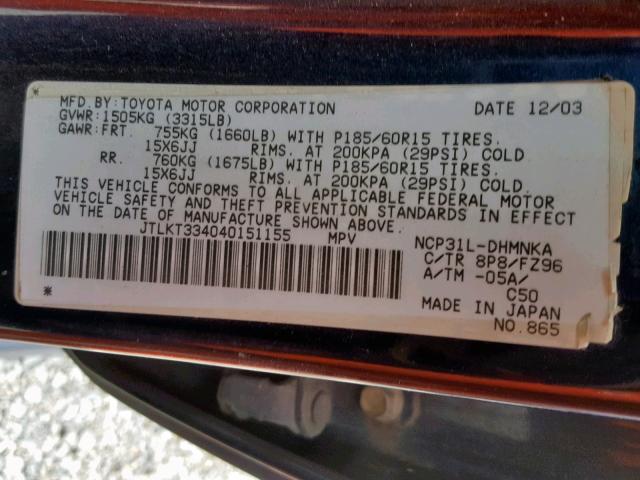 MFD.BY:TOYOTA MOTOR CORPORATION DATE 12/03
GVWR:1505KG (3315LB)
GAWR:FRT. 755KG (1660LB) WITH P185/60R15 TIRES.
15X6JJ RIMS. AT 200KPA (29PSI) COLD
RR. 760KG (1675LB) WITH P185/60R15 TIRES.
15X6JJ RIMS. AT 200KPA (29PSI) COLD
THIS VEHICLE CONFORMS TO ALL APPLICABLE FEDERAL MOTOR
VEHICLE SAFETY AND THEFT PREVENTION STANDARDS IN EFFECT
ON THE DATE OF MANUFACTURE SHOWN ABOVE.
JTLKT334040151155 MPV NCP31L-DHMNKA
C/TR 8P8/FZ96
A/TM -05A/
C50
* *
MADE IN JAPAN
NO.865